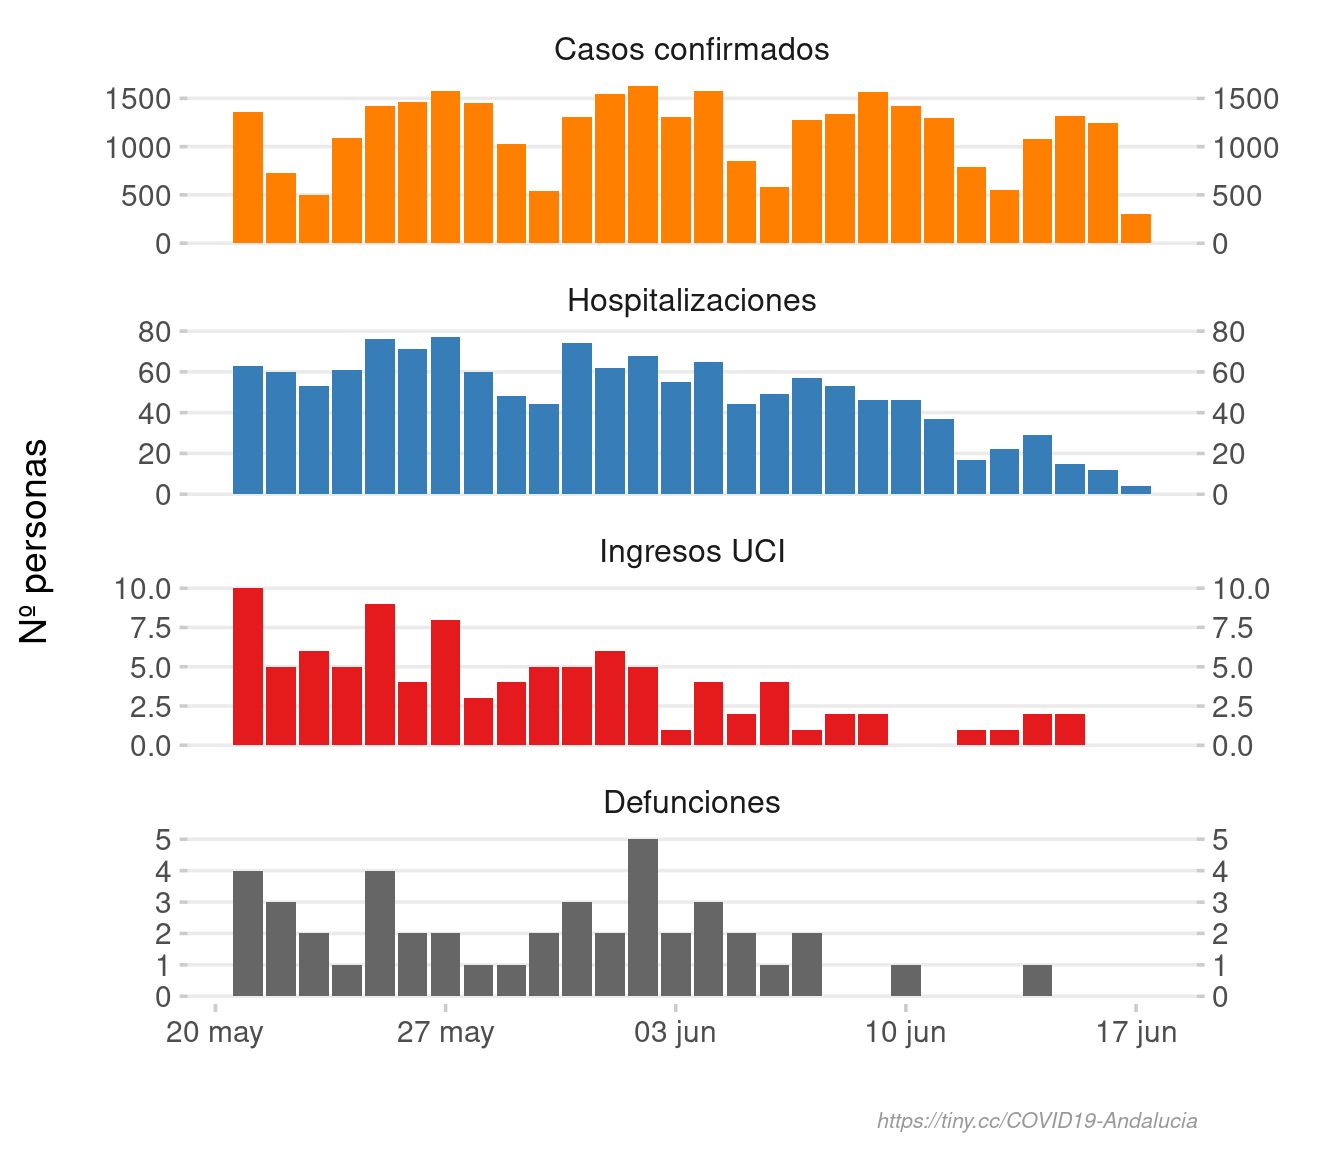 Casos confirmados
1500 1500
1000 1000
500 500
0 0
Hospitalizaciones
80 80
60 60
40 40
20 20
0 0
Nº personas
Ingresos UCI
10.0 10.0
7.5 7.5
5.0 5.0
2.5 2.5
0.0 0.0
Defunciones
5 5
4 4
3 3
2 2
1 1
0 0
20 may 27 may 03 jun 10 jun 17 jun
https://tiny.cc/COVID19-Andalucia